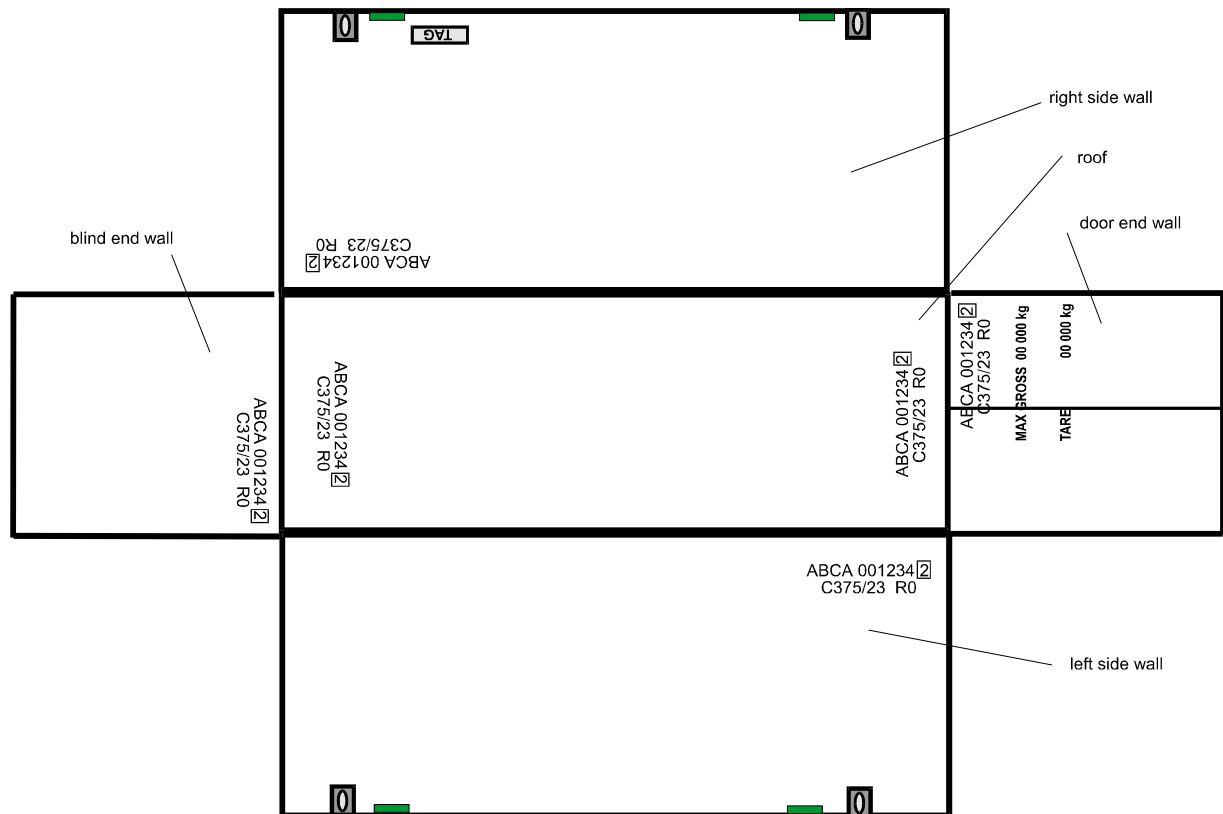 TAG
right side wall
roof
door end wall
blind end wall
ABCA 001234 2
C375/23 R0
ABCA 001234 2
C375/23 R0
ABCA 001234 2
C375/23 R0
ABCA 001234 2
C375/23 R0
ABCA 001234 2
C375/23 R0
MAX GROSS 00 000 kg
TARE 00 000 kg
ABCA 001234 2
C375/23 R0
left side wall